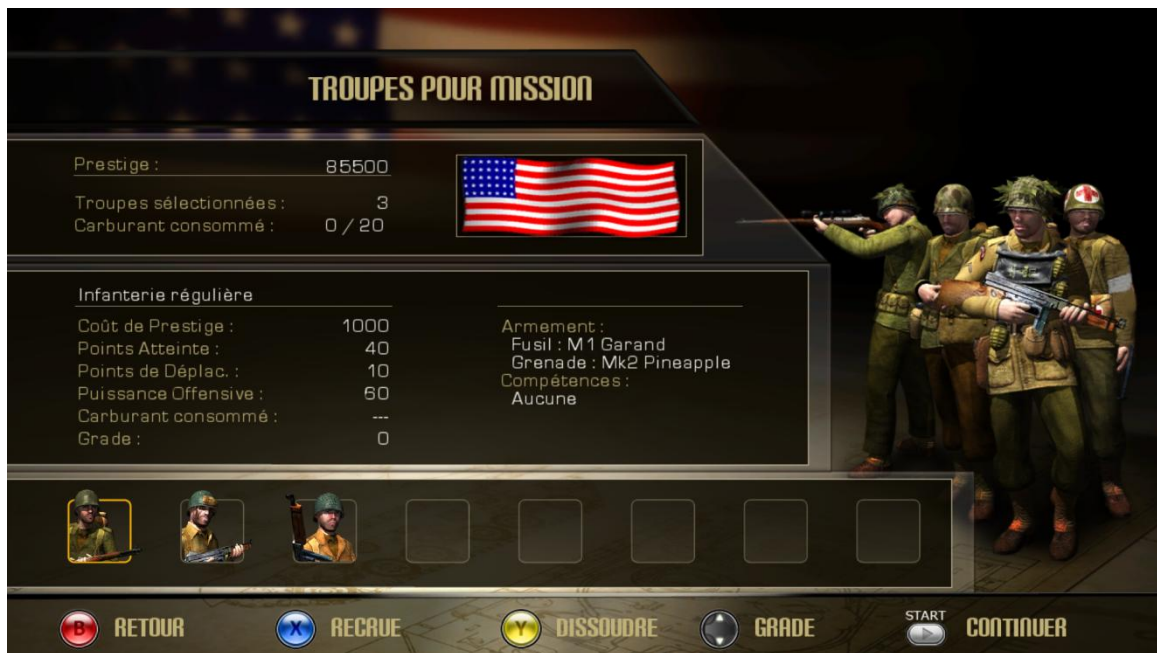 TROUPES POUR MISSION
Prestige : 85500
Troupes sélectionnées : 3
Carburant consommé : 0 / 20
Infanterie régulière
Coût de Prestige : 1000
Points Atteinte : 40
Points de Déplac. : 10
Puissance Offensive : 60
Carburant consommé : ---
Grade : 0
Armement :
Fusil : M1 Garand
Grenade : Mk2 Pineapple
Compétences :
Aucune
B RETOUR X RECRUE Y DISSOUDRE GRADE START CONTINUER